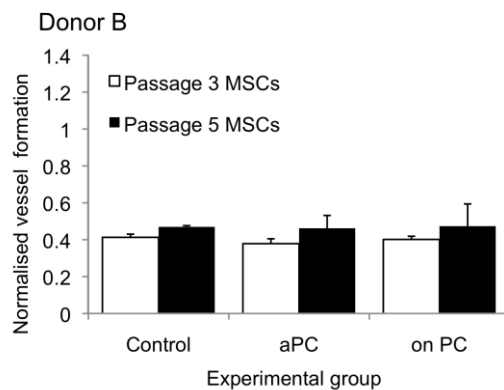 Donor B
1.4
1.2
1
0.8
0.6
0.4
0.2
0
Normalised vessel formation
Passage 3 MSCs
Passage 5 MSCs
Control aPC on PC
Experimental group